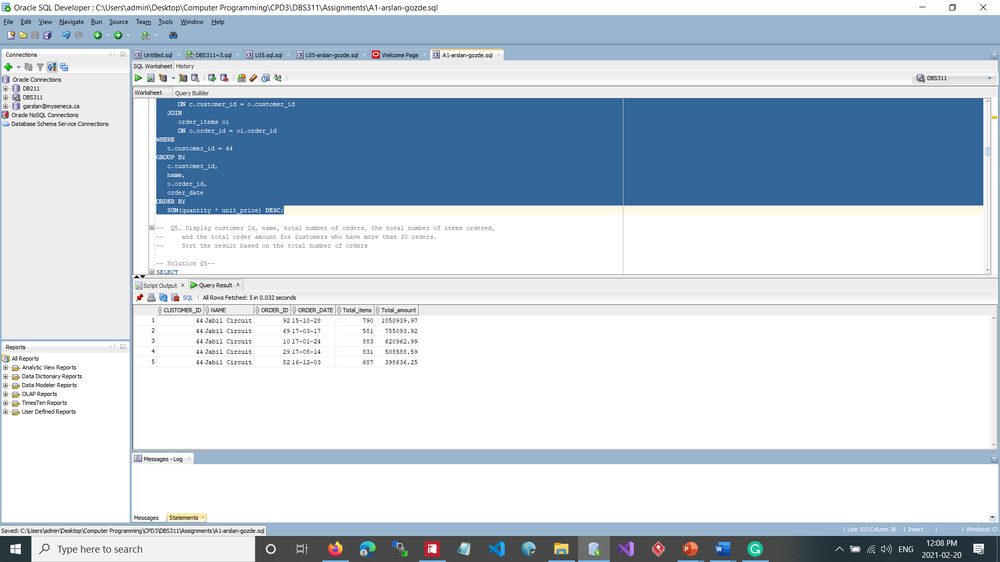 Oracle SQL Developer : C:\Users\admin\Desktop\Computer Programming\CPD3\DBS311\Assignments\A1-arslan-gozde.sql
File Edit View Navigate Run Source Team Tools Window Help
Connections
Oracle Connections
DB211
DBS311
garslan@myseneca.ca
Oracle NoSQL Connections
Database Schema Service Connections
Reports
All Reports
Analytic View Reports
Data Dictionary Reports
Data Modeler Reports
OLAP Reports
TimesTen Reports
User Defined Reports
Untitled.sql DBS311~3.sql L05.sql.sql L05-arslan-gozde.sql Welcome Page A1-arslan-gozde.sql
SQL Worksheet History
DBS311
Worksheet Query Builder
ON c.customer_id = o.customer_id
JOIN
order_items oi
ON o.order_id = oi.order_id
WHERE
c.customer_id = 44
GROUP BY
c.customer_id,
name,
o.order_id,
order_date
ORDER BY
SUM(quantity * unit_price) DESC;
-- Q5. Display customer Id, name, total number of orders, the total number of items ordered,
-- and the total order amount for customers who have more than 30 orders.
-- Sort the result based on the total number of orders
-- Solution Q5--
SELECT
Script Output Query Result
SQL All Rows Fetched: 5 in 0.032 seconds
CUSTOMER_ID NAME ORDER_ID ORDER_DATE Total_items Total_amount
1 44 Jabil Circuit 92 15-10-28 790 1050939.97
2 44 Jabil Circuit 69 17-03-17 581 755093.92
3 44 Jabil Circuit 10 17-01-24 883 620962.99
4 44 Jabil Circuit 29 17-08-14 831 508588.59
5 44 Jabil Circuit 82 16-12-03 687 398636.25
Messages - Log
Messages Statements
Saved: C:\Users\admin\Desktop\Computer Programming\CPD3\DBS311\Assignments\A1-arslan-gozde.sql
Line 103 Column 36 Insert Windows: CF
Type here to search
ENG
12:08 PM
2021-02-20